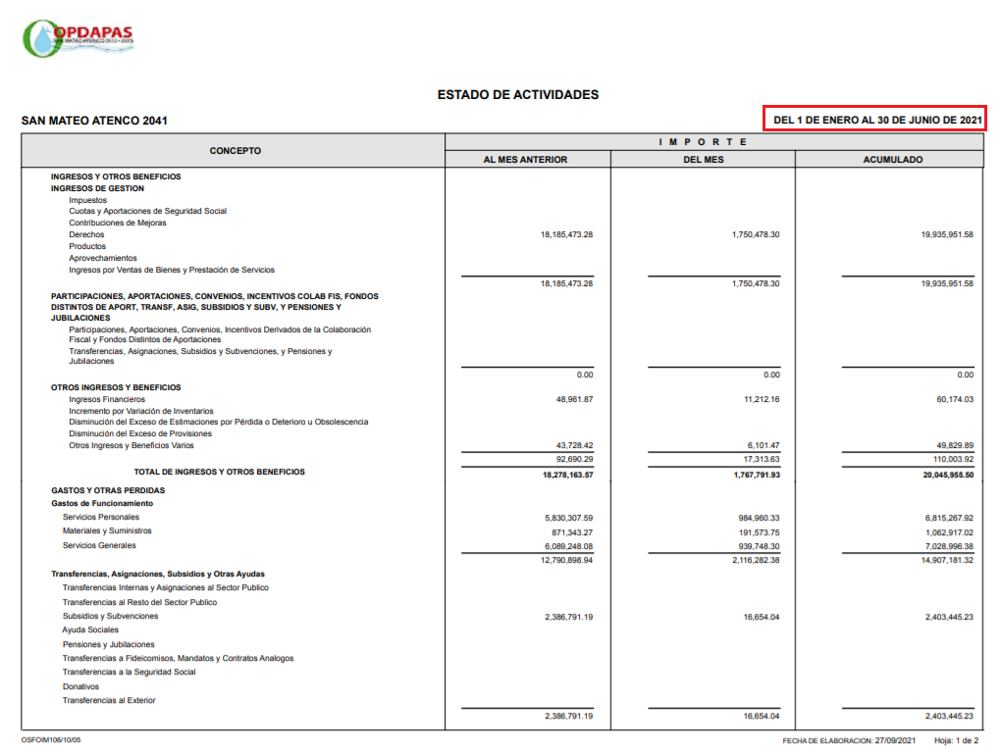 OPDAPAS
SAN MATEO ATENCO 2013 - 2015
ESTADO DE ACTIVIDADES
SAN MATEO ATENCO 2041 DEL 1 DE ENERO AL 30 DE JUNIO DE 2021
CONCEPTO I M P O R T E
AL MES ANTERIOR DEL MES ACUMULADO
INGRESOS Y OTROS BENEFICIOS
INGRESOS DE GESTION
Impuestos
Cuotas y Aportaciones de Seguridad Social
Contribuciones de Mejoras
Derechos 18,185,473.28 1,750,478.30 19,935,951.58
Productos
Aprovechamientos
Ingresos por Ventas de Bienes y Prestación de Servicios
18,185,473.28 1,750,478.30 19,935,951.58
PARTICIPACIONES, APORTACIONES, CONVENIOS, INCENTIVOS COLAB FIS, FONDOS
DISTINTOS DE APORT, TRANSF, ASIG, SUBSIDIOS Y SUBV, Y PENSIONES Y
JUBILACIONES
Participaciones, Aportaciones, Convenios, Incentivos Derivados de la Colaboración
Fiscal y Fondos Distintos de Aportaciones
Transferencias, Asignaciones, Subsidios y Subvenciones, y Pensiones y
Jubilaciones
0.00 0.00 0.00
OTROS INGRESOS Y BENEFICIOS
Ingresos Financieros 48,961.87 11,212.16 60,174.03
Incremento por Variación de Inventarios
Disminución del Exceso de Estimaciones por Pérdida o Deterioro u Obsolescencia
Disminución del Exceso de Provisiones
Otros Ingresos y Beneficios Varios 43,728.42 6,101.47 49,829.89
92,690.29 17,313.63 110,003.92
TOTAL DE INGRESOS Y OTROS BENEFICIOS 18,278,163.57 1,767,791.93 20,045,955.50
GASTOS Y OTRAS PERDIDAS
Gastos de Funcionamiento
Servicios Personales 5,830,307.59 984,960.33 6,815,267.92
Materiales y Suministros 871,343.27 191,573.75 1,062,917.02
Servicios Generales 6,089,248.08 939,748.30 7,028,996.38
12,790,898.94 2,116,282.38 14,907,181.32
Transferencias, Asignaciones, Subsidios y Otras Ayudas
Transferencias Internas y Asignaciones al Sector Publico
Transferencias al Resto del Sector Publico
Subsidios y Subvenciones 2,386,791.19 16,654.04 2,403,445.23
Ayuda Sociales
Pensiones y Jubilaciones
Transferencias a Fideicomisos, Mandatos y Contratos Analogos
Transferencias a la Seguridad Social
Donativos
Transferencias al Exterior
2,386,791.19 16,654.04 2,403,445.23
OSFOIM106/10/05 FECHA DE ELABORACION: 27/09/2021 Hoja: 1 de 2